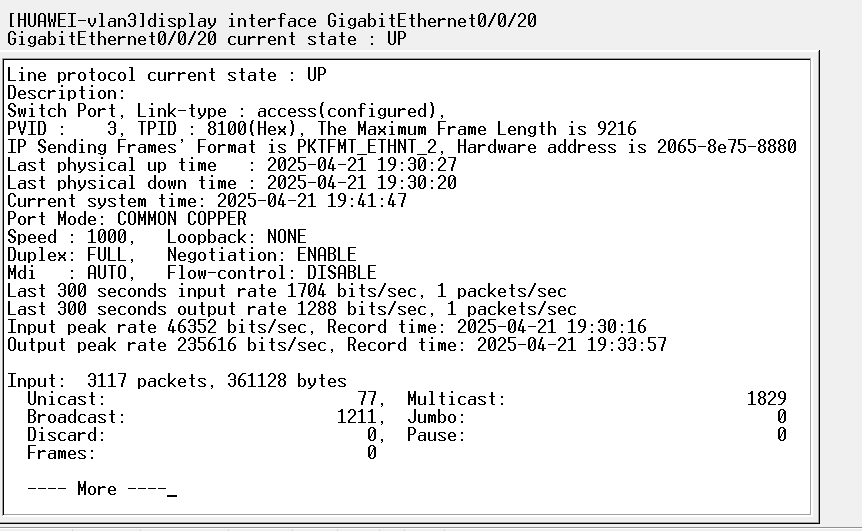 [HUAWEI-vlan3]display interface GigabitEthernet0/0/20
GigabitEthernet0/0/20 current state : UP
Line protocol current state : UP
Description:
Switch Port, Link-type : access(configured),
PVID :    3, TPID : 8100(Hex), The Maximum Frame Length is 9216
IP Sending Frames' Format is PKTFMT_ETHNT_2, Hardware address is 2065-8e75-8880
Last physical up time   : 2025-04-21 19:30:27
Last physical down time : 2025-04-21 19:30:20
Current system time: 2025-04-21 19:41:47
Port Mode: COMMON COPPER
Speed : 1000,   Loopback: NONE
Duplex: FULL,   Negotiation: ENABLE
Mdi   : AUTO,   Flow-control: DISABLE
Last 300 seconds input rate 1704 bits/sec, 1 packets/sec
Last 300 seconds output rate 1288 bits/sec, 1 packets/sec
Input peak rate 46352 bits/sec, Record time: 2025-04-21 19:30:16
Output peak rate 235616 bits/sec, Record time: 2025-04-21 19:33:57
Input:  3117 packets, 361128 bytes
  Unicast:                       77,  Multicast:                        1829
  Broadcast:                     1211,  Jumbo:                               0
  Discard:                          0,  Pause:                               0
  Frames:                           0
  ---- More ----_